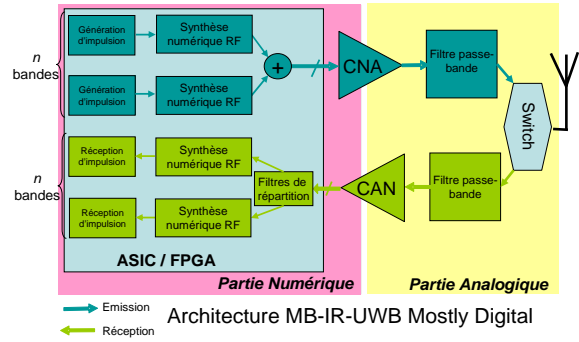 n
bandes
Génération
d'impulsion
Synthèse
numérique RF
Génération
d'impulsion
Synthèse
numérique RF
+
CNA
Filtre passe-
bande
Switch
n
bandes
Réception
d'impulsion
Synthèse
numérique RF
Réception
d'impulsion
Synthèse
numérique RF
Filtres de
répartition
CAN
Filtre passe-
bande
ASIC / FPGA
Partie Numérique
Partie Analogique
Emission
Réception
Architecture MB-IR-UWB Mostly Digital